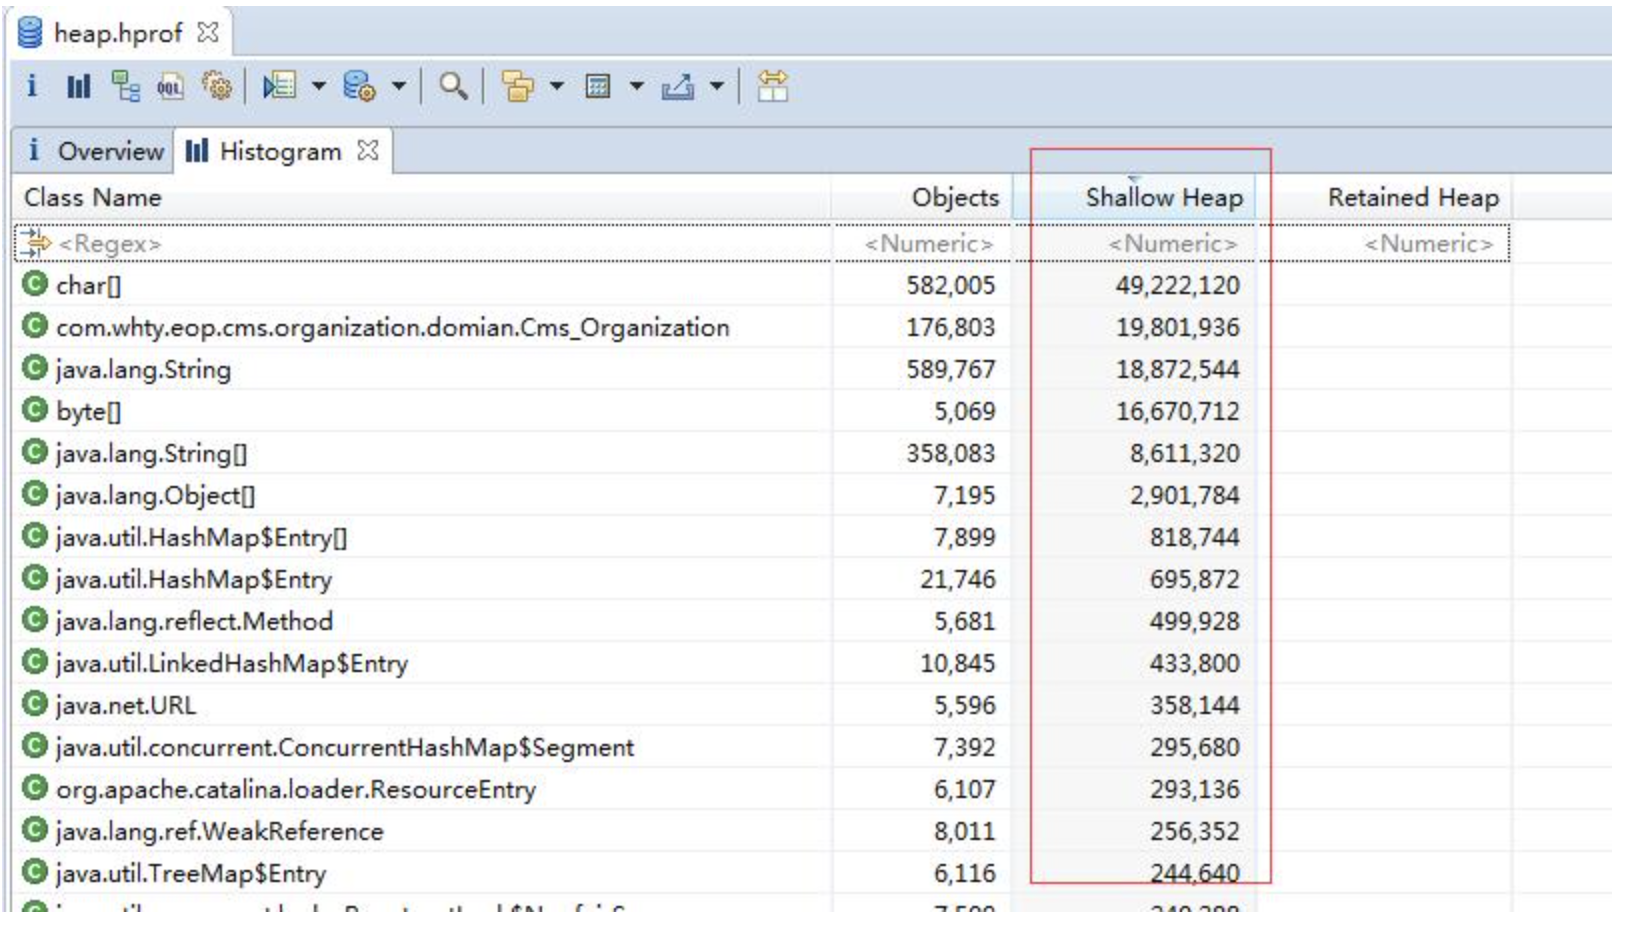 heap.hprof
i OQL
i Overview Histogram
Class Name Objects Shallow Heap Retained Heap
<Regex> <Numeric> <Numeric> <Numeric>
C char[] 582,005 49,222,120
C com.whty.eop.cms.organization.domian.Cms_Organization 176,803 19,801,936
C java.lang.String 589,767 18,872,544
C byte[] 5,069 16,670,712
C java.lang.String[] 358,083 8,611,320
C java.lang.Object[] 7,195 2,901,784
C java.util.HashMap$Entry[] 7,899 818,744
C java.util.HashMap$Entry 21,746 695,872
C java.lang.reflect.Method 5,681 499,928
C java.util.LinkedHashMap$Entry 10,845 433,800
C java.net.URL 5,596 358,144
C java.util.concurrent.ConcurrentHashMap$Segment 7,392 295,680
C org.apache.catalina.loader.ResourceEntry 6,107 293,136
C java.lang.ref.WeakReference 8,011 256,352
C java.util.TreeMap$Entry 6,116 244,640